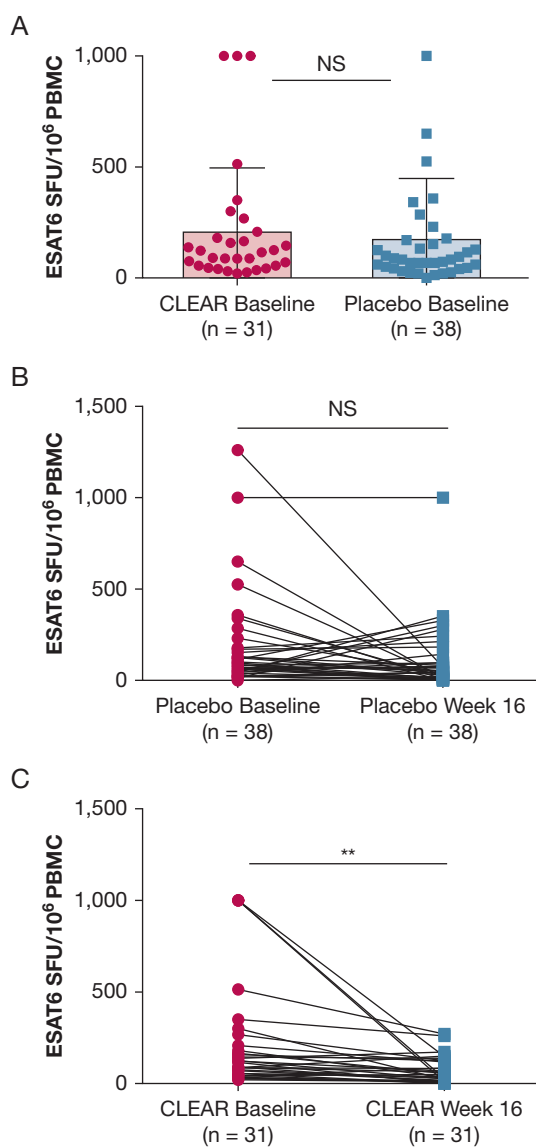 A
ESAT6 SFU/10⁶ PBMC
1,000
500
0
NS
CLEAR Baseline
(n = 31)
Placebo Baseline
(n = 38)
B
ESAT6 SFU/10⁶ PBMC
1,500
1,000
500
0
NS
Placebo Baseline
(n = 38)
Placebo Week 16
(n = 38)
C
ESAT6 SFU/10⁶ PBMC
1,500
1,000
500
0
**
CLEAR Baseline
(n = 31)
CLEAR Week 16
(n = 31)